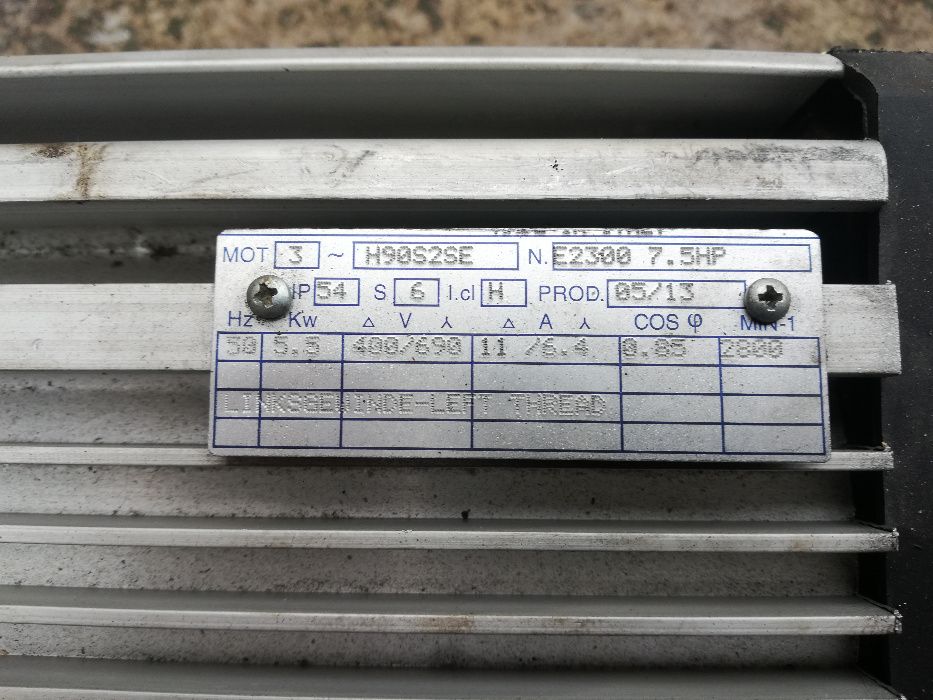 MOT 3 ~ H90S2SE N. E2300 7.5HP
IP 54 S 6 I.cl H PROD. 05/13
Hz Kw △ V ⅄ △ A ⅄ COS φ MIN-1
50 5.5 400/690 11 /6.4 0.85 2800
LINKSGEWINDE-LEFT THREAD